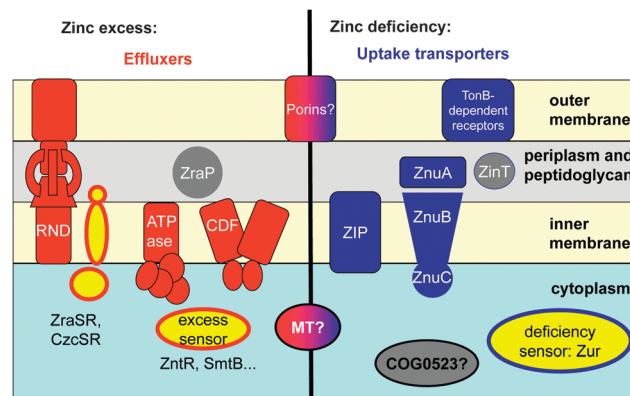 Zinc excess:
Zinc deficiency:
Effluxers
Uptake transporters
Porins?
TonB-
dependent
receptors
outer
membrane
ZraP
ZnuA
ZinT
periplasm and
peptidoglycan
RND
ATP
ase
CDF
ZIP
ZnuB
inner
membrane
ZnuC
cytoplasm
ZraSR,
CzcSR
excess
sensor
ZntR, SmtB...
MT?
COG0523?
deficiency
sensor: Zur